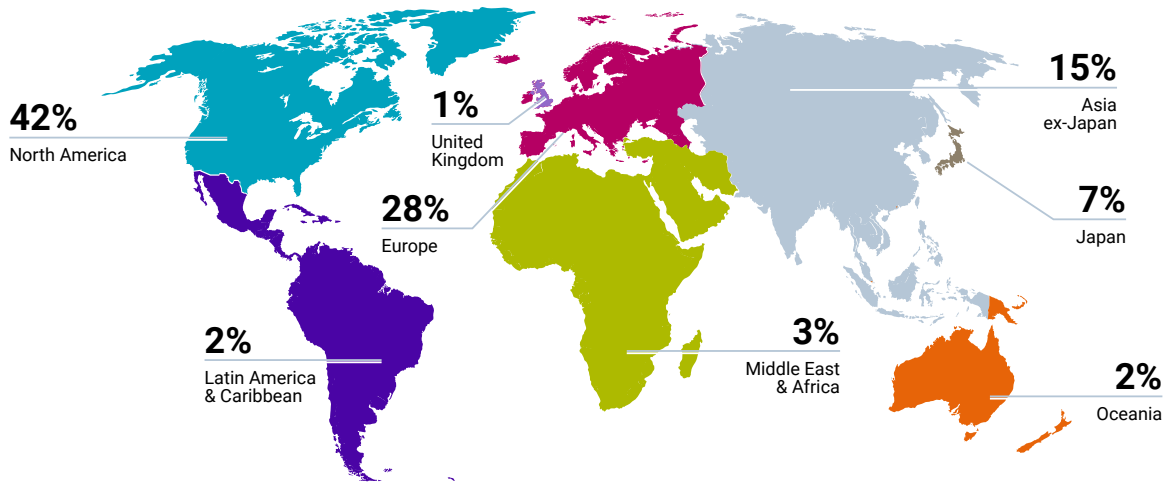 42%
North America
1%
United
Kingdom
28%
Europe
2%
Latin America
& Caribbean
15%
Asia
ex-Japan
7%
Japan
3%
Middle East
& Africa
2%
Oceania